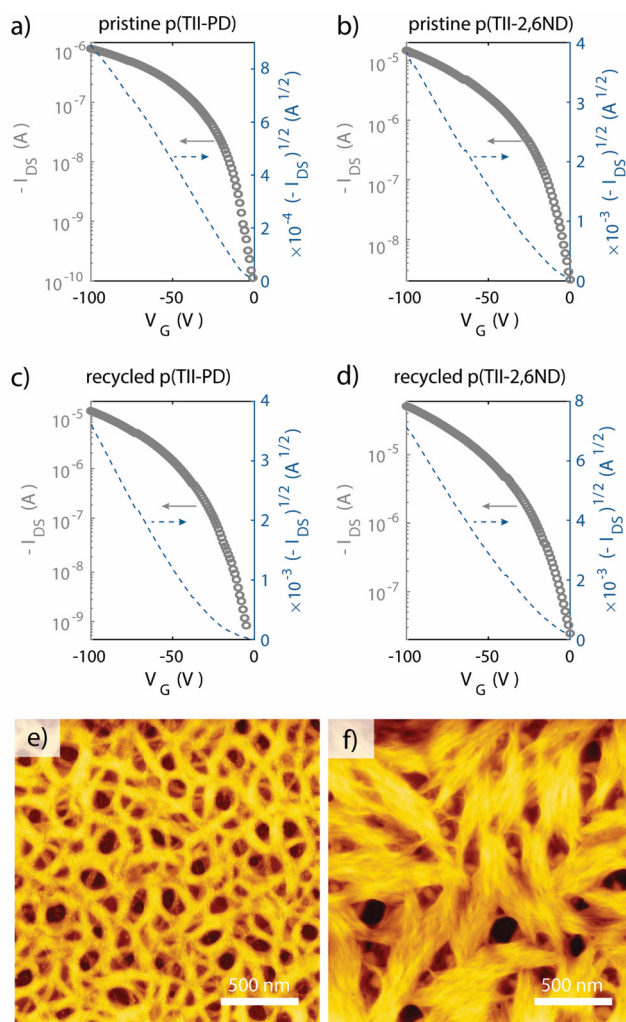 a) pristine p(TII-PD)
10⁻⁶
10⁻⁷
10⁻⁸
10⁻⁹
10⁻¹⁰
- I_DS (A)
8
6
4
2
0
×10⁻⁴ (- I_DS)^1/2 (A^1/2)
-100 -50 0
V_G (V)
b) pristine p(TII-2,6ND)
10⁻⁵
10⁻⁶
10⁻⁷
10⁻⁸
- I_DS (A)
4
3
2
1
0
×10⁻³ (- I_DS)^1/2 (A^1/2)
-100 -50 0
V_G (V)
c) recycled p(TII-PD)
10⁻⁵
10⁻⁶
10⁻⁷
10⁻⁸
10⁻⁹
- I_DS (A)
4
3
2
1
0
×10⁻³ (- I_DS)^1/2 (A^1/2)
-100 -50 0
V_G (V)
d) recycled p(TII-2,6ND)
10⁻⁵
10⁻⁶
10⁻⁷
- I_DS (A)
8
6
4
2
0
×10⁻³ (- I_DS)^1/2 (A^1/2)
-100 -50 0
V_G (V)
e)
500 nm
f)
500 nm